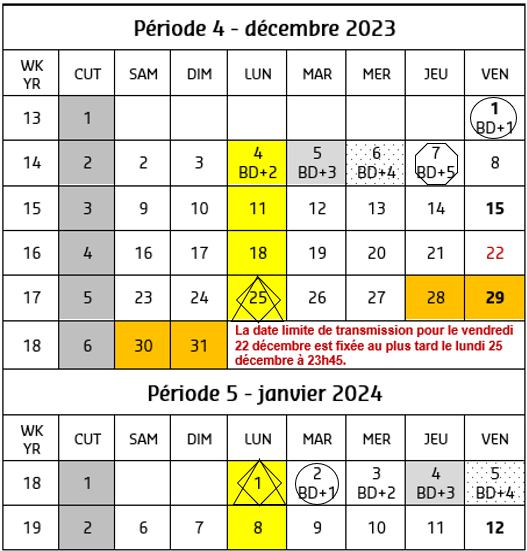 Période 4 - décembre 2023
WK YR CUT SAM DIM LUN MAR MER JEU VEN
13 1 1 BD+1
14 2 2 3 4 BD+2 5 BD+3 6 BD+4 7 BD+5 8
15 3 9 10 11 12 13 14 15
16 4 16 17 18 19 20 21 22
17 5 23 24 25 26 27 28 29
18 6 30 31 La date limite de transmission pour le vendredi
22 décembre est fixée au plus tard le lundi 25
décembre à 23h45.
Période 5 - janvier 2024
WK YR CUT SAM DIM LUN MAR MER JEU VEN
18 1 1 2 BD+1 3 BD+2 4 BD+3 5 BD+4
19 2 6 7 8 9 10 11 12